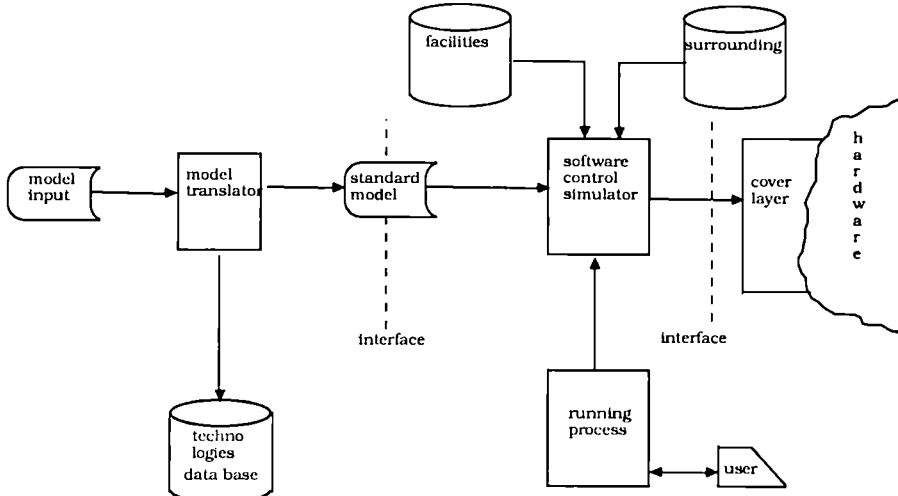 facilities
surrounding
model
input
model
translator
standard
model
software
control
simulator
cover
layer
h
a
r
d
w
a
r
e
interface
interface
running
process
user
techno
logies
data base